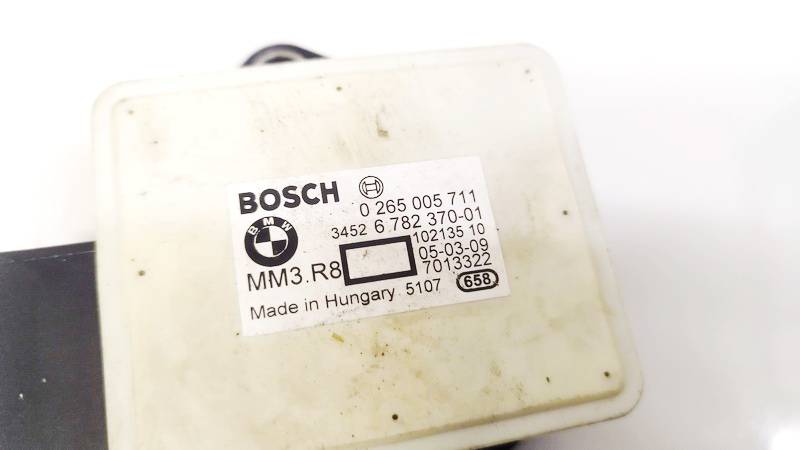 BOSCH
0 265 005 711
BMW
3452 6 782 370-01
102135 10
MM3.R8
05-03-09
7013322
Made in Hungary 5107
658